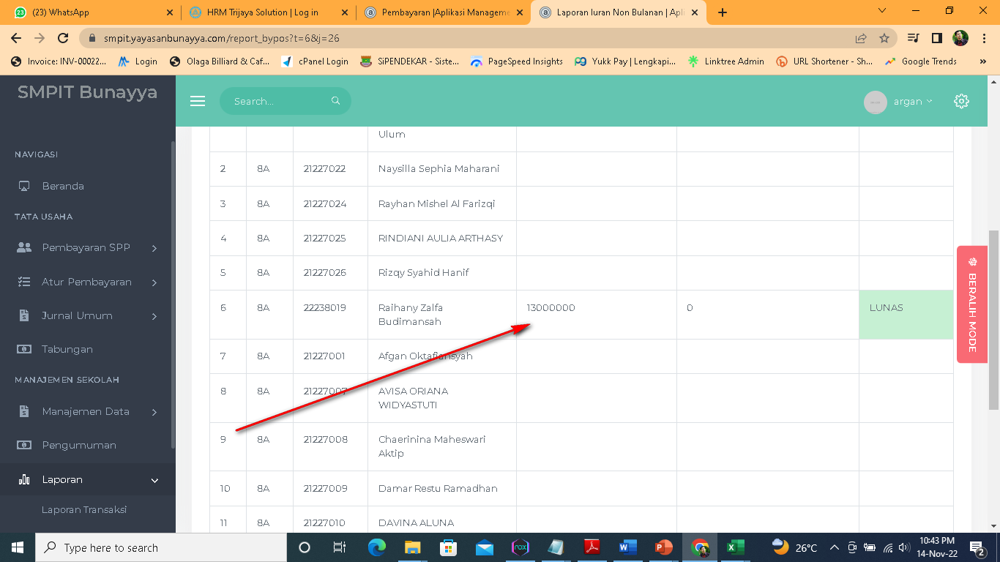 (23) WhatsApp
HRM Trijaya Solution | Log in
Pembayaran |Aplikasi Manageme
Laporan Iuran Non Bulanan | Apli
smpit.yayasanbunayya.com/report_bypos?t=6&j=26
Invoice: INV-00022...
Login
Olaga Billiard & Caf...
cPanel Login
SiPENDEKAR - Siste...
PageSpeed Insights
Yukk Pay | Lengkapi...
Linktree Admin
URL Shortener - Sh...
Google Trends
»
SMPIT Bunayya
Search...
argan
NAVIGASI
Beranda
TATA USAHA
Pembayaran SPP
Atur Pembayaran
Jurnal Umum
Tabungan
MANAJEMEN SEKOLAH
Manajemen Data
Pengumuman
Laporan
Laporan Transaksi
Ulum
2 8A 21227022 Naysilla Sephia Maharani
3 8A 21227024 Rayhan Mishel Al Farizqi
4 8A 21227025 RINDIANI AULIA ARTHASY
5 8A 21227026 Rizqy Syahid Hanif
6 8A 22238019 Raihany Zalfa 13000000 0 LUNAS
Budimansah
7 8A 21227001 Afgan Oktafiansyah
8 8A 21227007 AVISA ORIANA
WIDYASTUTI
9 8A 21227008 Chaerinina Maheswari
Aktip
10 8A 21227009 Damar Restu Ramadhan
11 8A 21227010 DAVINA ALUNA
BERALIH MODE
Type here to search
26°C
10:43 PM
14-Nov-22
2